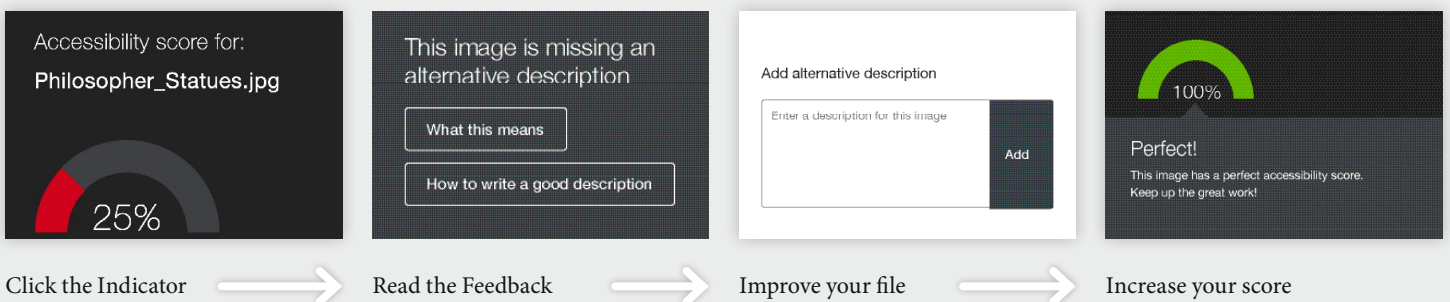 Accessibility score for:
Philosopher_Statues.jpg
25%
Click the Indicator
This image is missing an
alternative description
What this means
How to write a good description
Read the Feedback
Add alternative description
Enter a description for this image
Add
Improve your file
100%
Perfect!
This image has a perfect accessibility score.
Keep up the great work!
Increase your score